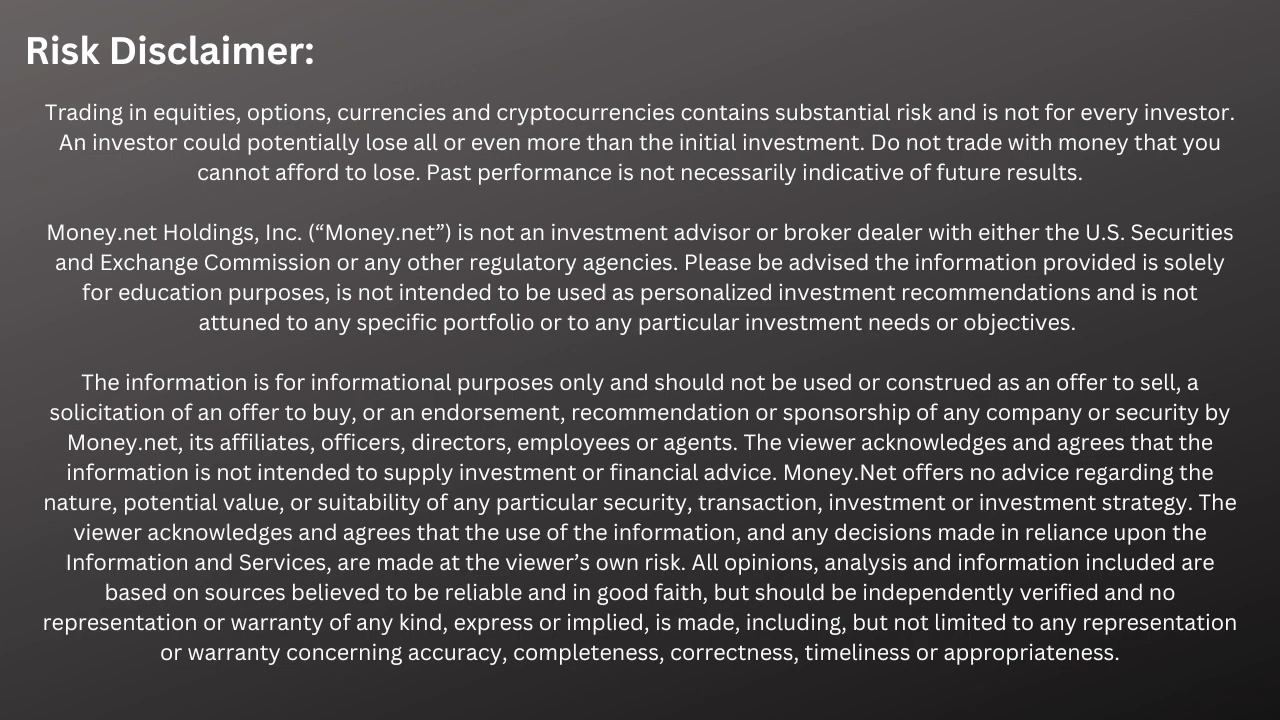 Risk Disclaimer:
Trading in equities, options, currencies and cryptocurrencies contains substantial risk and is not for every investor.
An investor could potentially lose all or even more than the initial investment. Do not trade with money that you
cannot afford to lose. Past performance is not necessarily indicative of future results.
Money.net Holdings, Inc. (“Money.net”) is not an investment advisor or broker dealer with either the U.S. Securities
and Exchange Commission or any other regulatory agencies. Please be advised the information provided is solely
for education purposes, is not intended to be used as personalized investment recommendations and is not
attuned to any specific portfolio or to any particular investment needs or objectives.
The information is for informational purposes only and should not be used or construed as an offer to sell, a
solicitation of an offer to buy, or an endorsement, recommendation or sponsorship of any company or security by
Money.net, its affiliates, officers, directors, employees or agents. The viewer acknowledges and agrees that the
information is not intended to supply investment or financial advice. Money.Net offers no advice regarding the
nature, potential value, or suitability of any particular security, transaction, investment or investment strategy. The
viewer acknowledges and agrees that the use of the information, and any decisions made in reliance upon the
Information and Services, are made at the viewer’s own risk. All opinions, analysis and information included are
based on sources believed to be reliable and in good faith, but should be independently verified and no
representation or warranty of any kind, express or implied, is made, including, but not limited to any representation
or warranty concerning accuracy, completeness, correctness, timeliness or appropriateness.